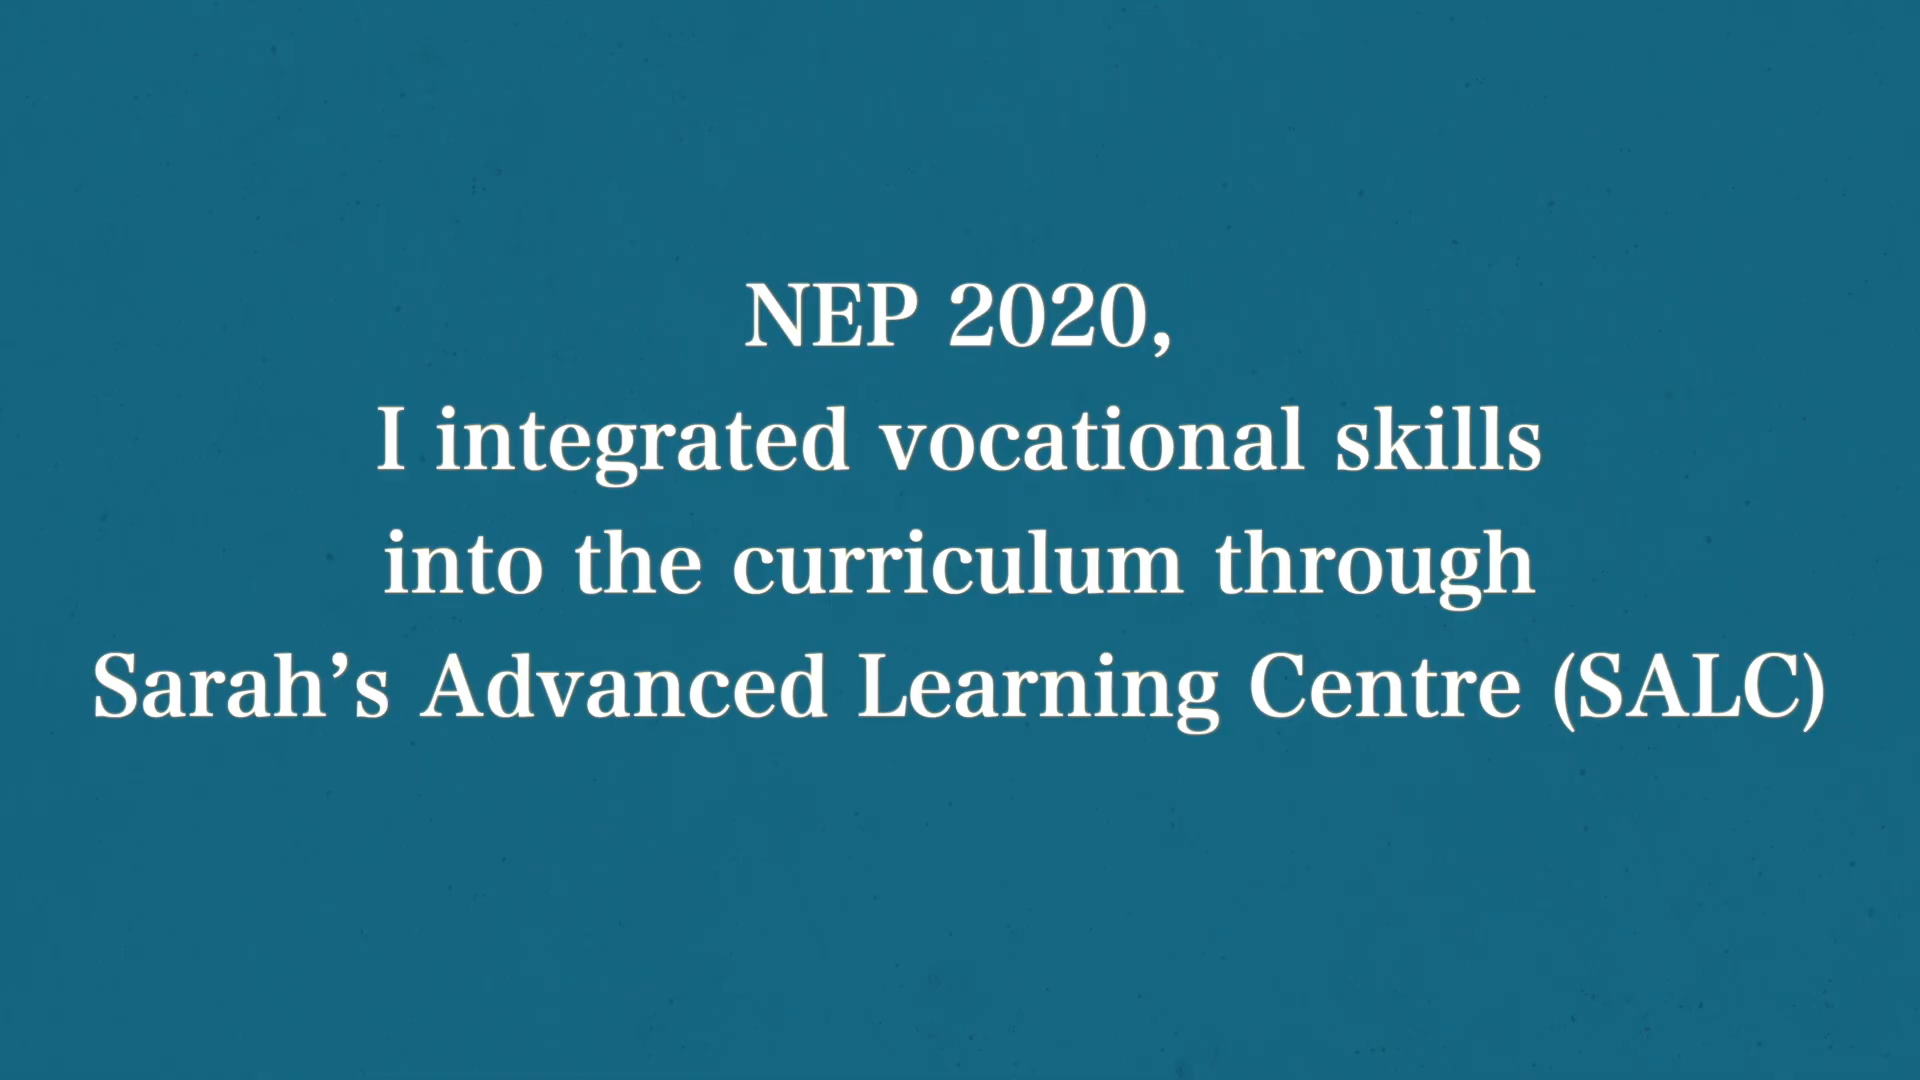 NEP 2020,
I integrated vocational skills
into the curriculum through
Sarah’s Advanced Learning Centre (SALC)